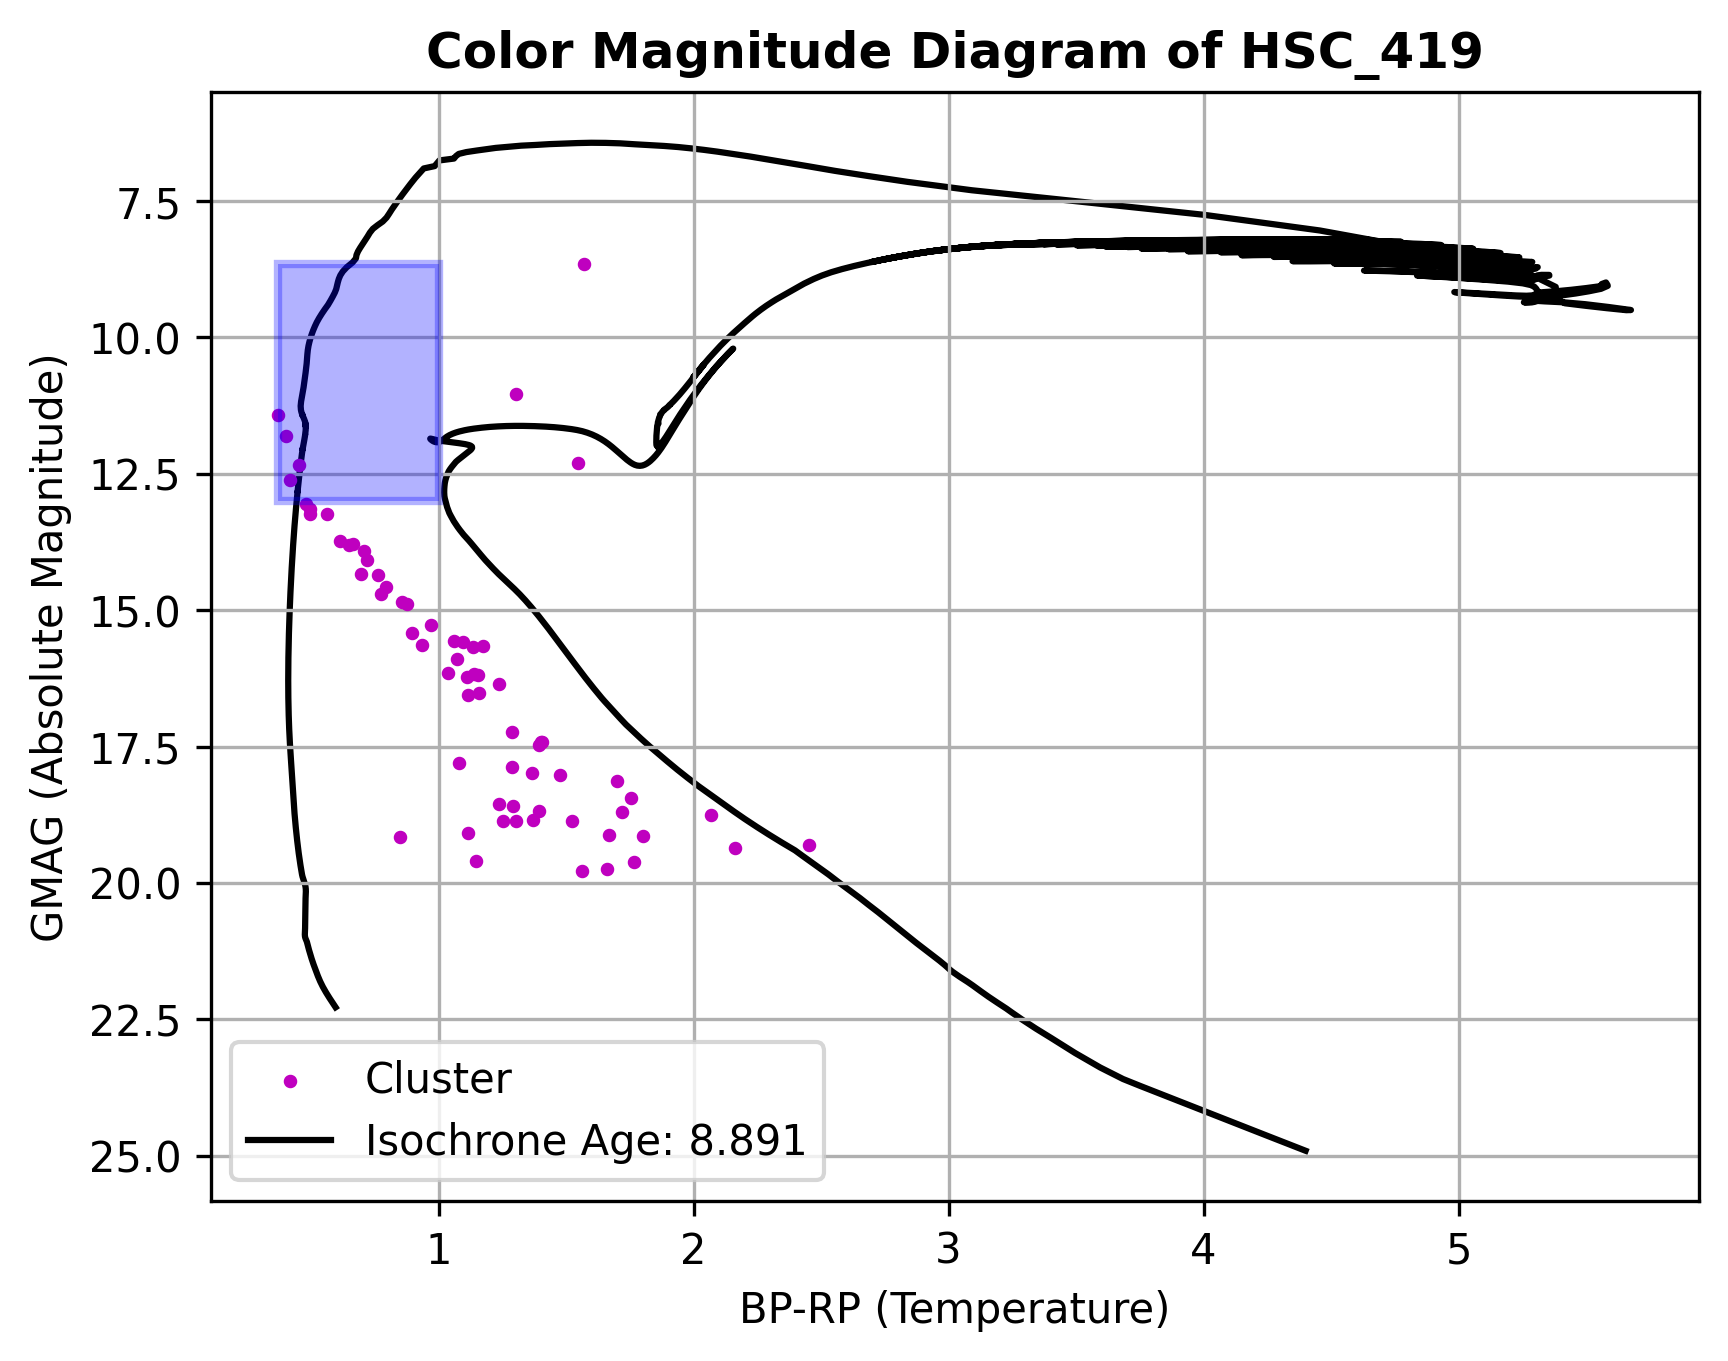 Color Magnitude Diagram of HSC_419
GMAG (Absolute Magnitude)
7.5
10.0
12.5
15.0
17.5
20.0
22.5
25.0
Cluster
Isochrone Age: 8.891
1 2 3 4 5
BP-RP (Temperature)